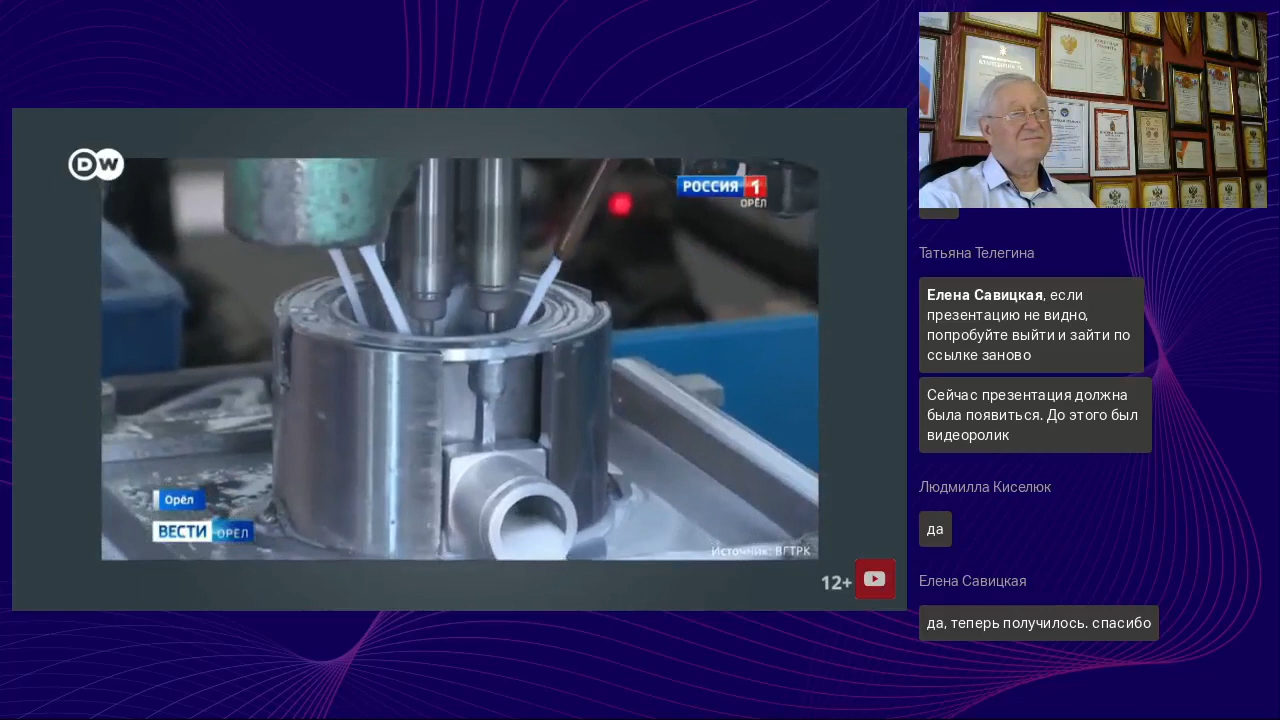 DW
РОССИЯ 1
ОРЁЛ
Орёл
ВЕСТИ ОРЁЛ
Источник: ВГТРК
12+
Татьяна Телегина
Елена Савицкая, если
презентацию не видно,
попробуйте выйти и зайти по
ссылке заново
Сейчас презентация должна
была появиться. До этого был
видеоролик
Людмилла Киселюк
да
Елена Савицкая
да, теперь получилось. спасибо